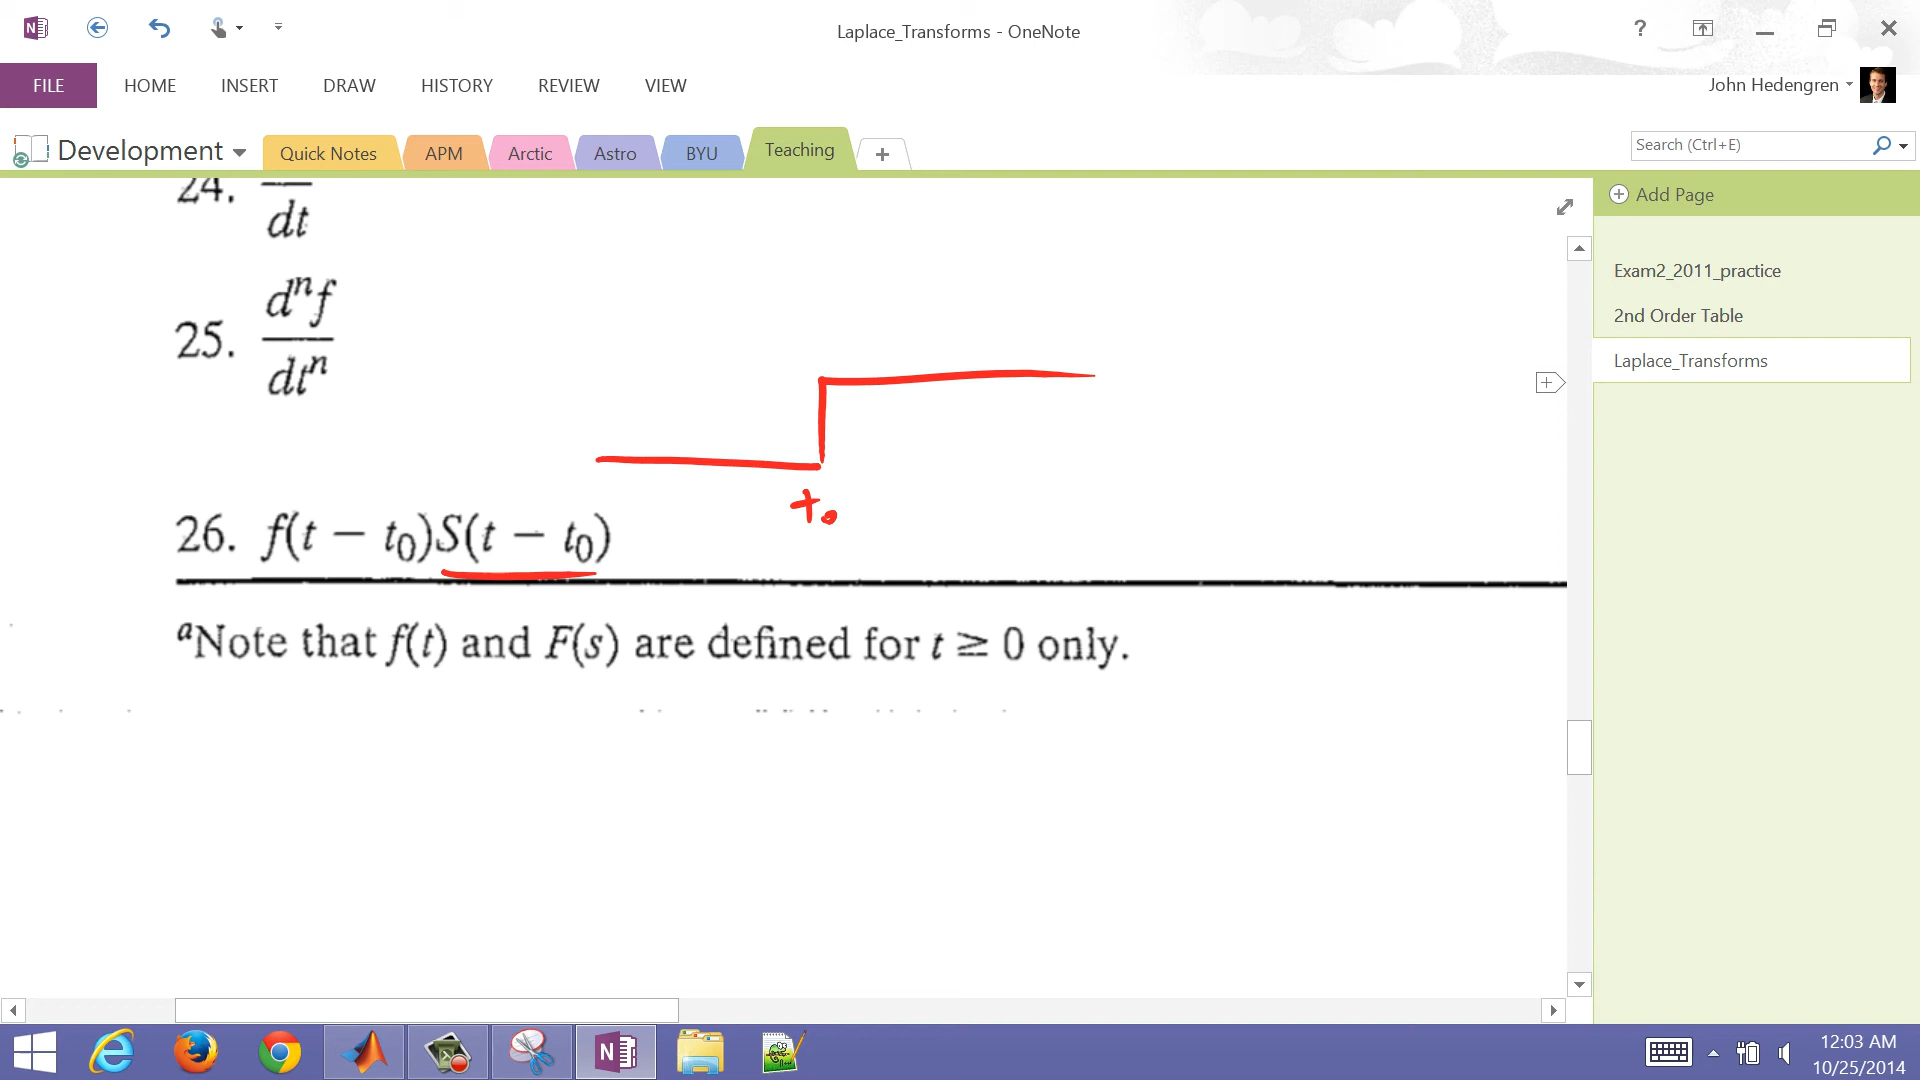 Laplace_Transforms - OneNote
?
FILE HOME INSERT DRAW HISTORY REVIEW VIEW
John Hedengren
Development Quick Notes APM Arctic Astro BYU Teaching +
Search (Ctrl+E)
Add Page
Exam2_2011_practice
2nd Order Table
Laplace_Transforms
24. dt
25. dⁿf
dtⁿ
t₀
26. f(t − t₀)S(t − t₀)
ᵃNote that f(t) and F(s) are defined for t ≥ 0 only.
12:03 AM
10/25/2014